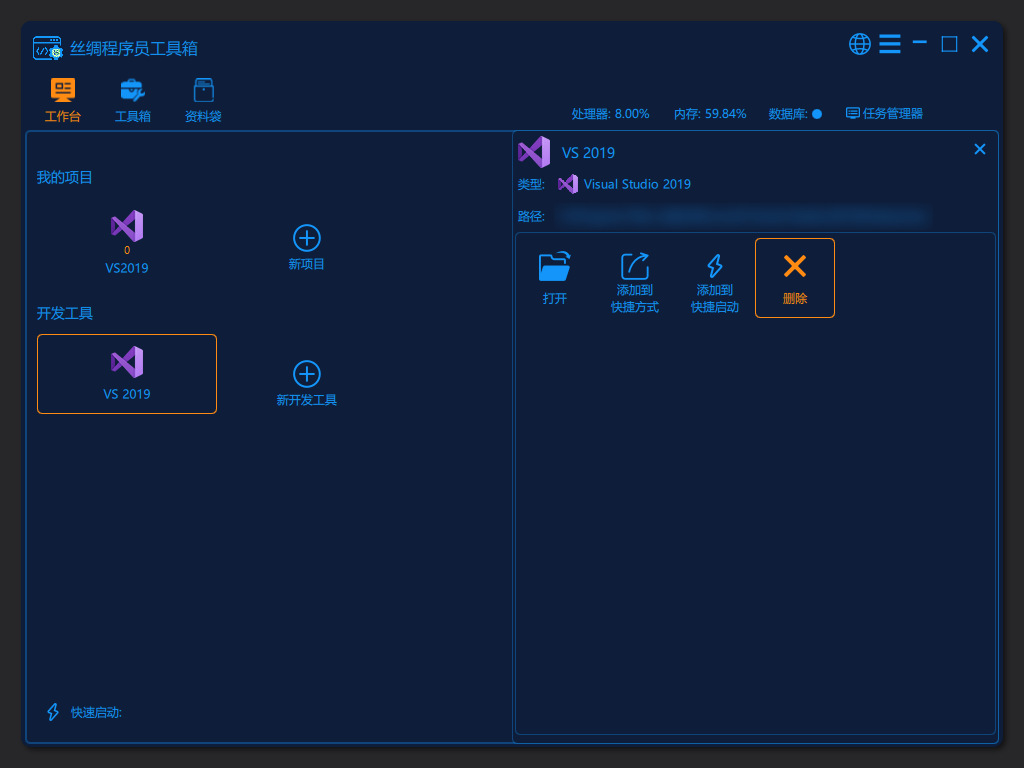 丝绸程序员工具箱
工作台
工具箱
资料袋
处理器: 8.00%
内存: 59.84%
数据库:
任务管理器
我的项目
0
VS2019
新项目
开发工具
VS 2019
新开发工具
快速启动:
VS 2019
类型:
Visual Studio 2019
路径:
打开
添加到
快捷方式
添加到
快捷启动
删除